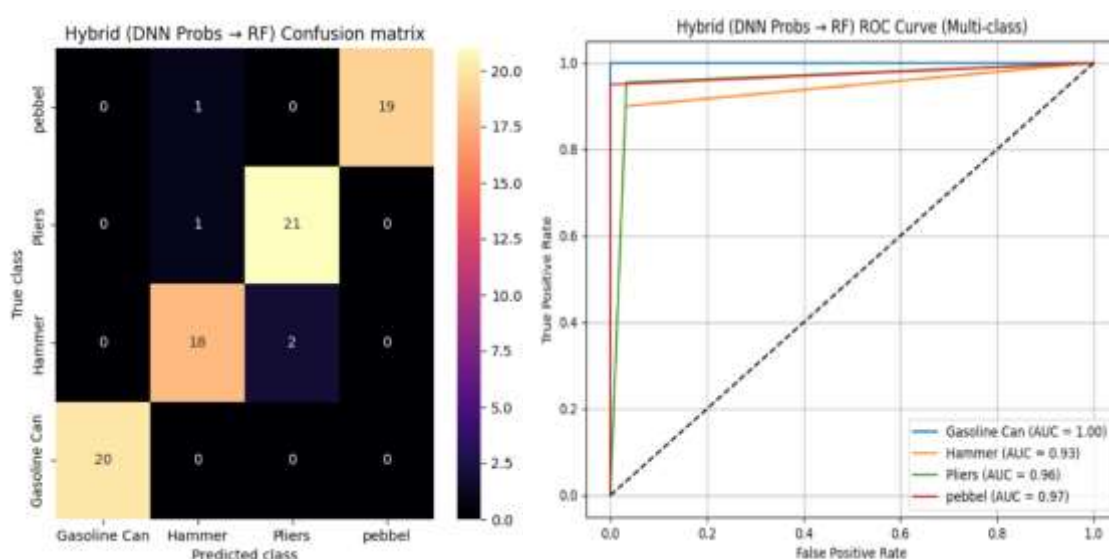 Hybrid (DNN Probs → RF) Confusion matrix
pebbel
0 1 0 19
Pliers
0 1 21 0
Hammer
0 18 2 0
Gasoline Can
20 0 0 0
True class
Gasoline Can Hammer Pliers pebbel
Predicted class
20.0
17.5
15.0
12.5
10.0
7.5
5.0
2.5
0.0
Hybrid (DNN Probs → RF) ROC Curve (Multi-class)
True Positive Rate
1.0
0.8
0.6
0.4
0.2
0.0
Gasoline Can (AUC = 1.00)
Hammer (AUC = 0.93)
Pliers (AUC = 0.96)
pebbel (AUC = 0.97)
0.0 0.2 0.4 0.6 0.8 1.0
False Positive Rate